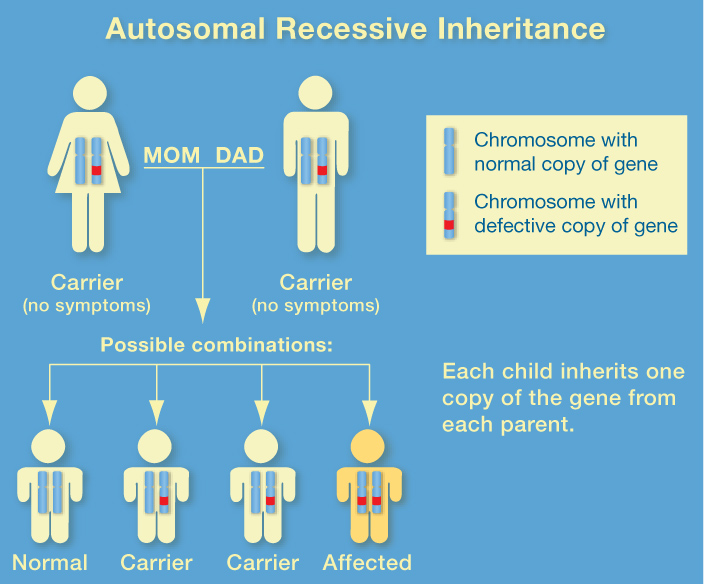 Autosomal Recessive Inheritance
MOM DAD
Chromosome with
normal copy of gene
Chromosome with
defective copy of gene
Carrier
(no symptoms)
Carrier
(no symptoms)
Possible combinations:
Each child inherits one
copy of the gene from
each parent.
Normal
Carrier
Carrier
Affected